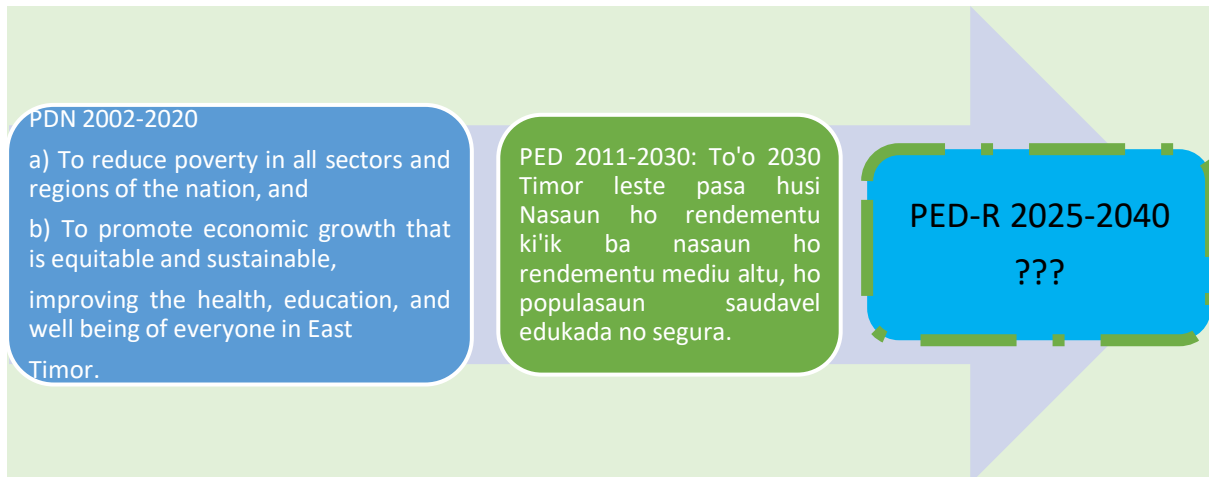 PDN 2002-2020
a) To reduce poverty in all sectors and
regions of the nation, and
b) To promote economic growth that
is equitable and sustainable,
improving the health, education, and
well being of everyone in East
Timor.
PED 2011-2030: To'o 2030
Timor leste pasa husi
Nasaun ho rendementu
ki'ik ba nasaun ho
rendementu mediu altu, ho
populasaun saudavel
edukada no segura.
PED-R 2025-2040
???